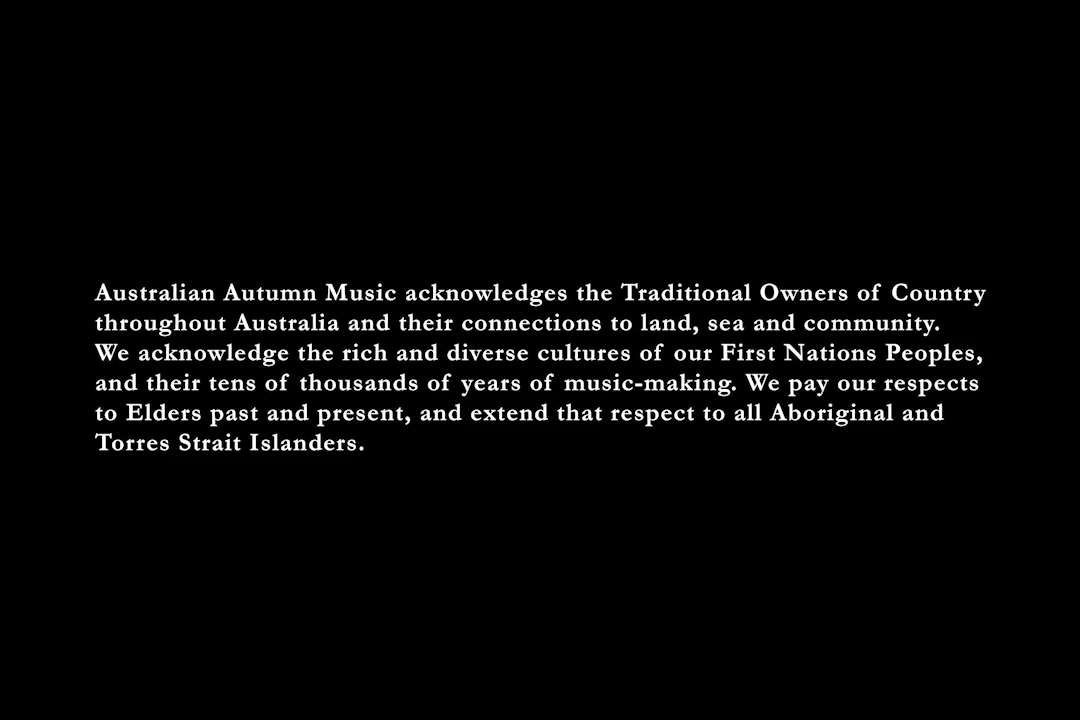 Australian Autumn Music acknowledges the Traditional Owners of Country
throughout Australia and their connections to land, sea and community.
We acknowledge the rich and diverse cultures of our First Nations Peoples,
and their tens of thousands of years of music-making. We pay our respects
to Elders past and present, and extend that respect to all Aboriginal and
Torres Strait Islanders.